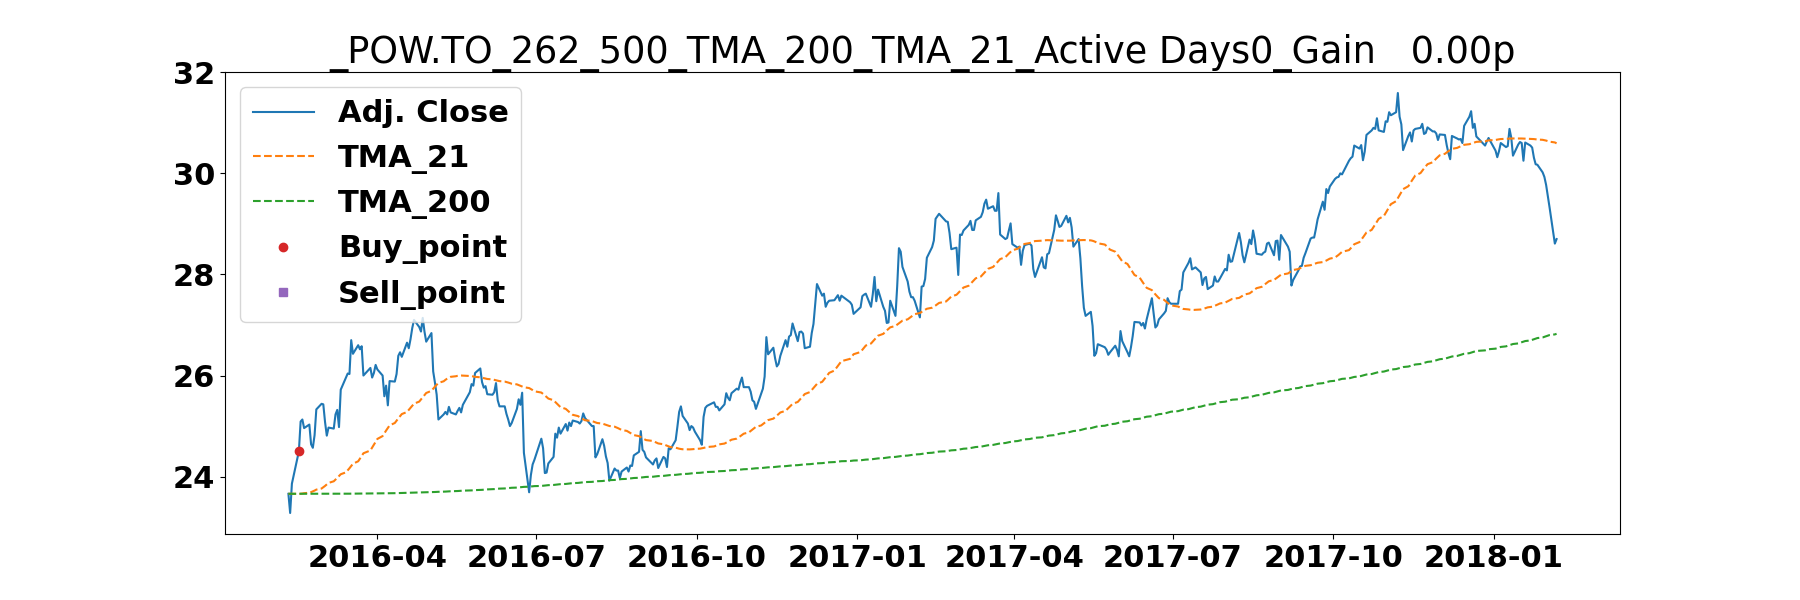 _POW.TO_262_500_TMA_200_TMA_21_Active Days0_Gain   0.00p
32
30
28
26
24
Adj. Close
TMA_21
TMA_200
Buy_point
Sell_point
2016-04 2016-07 2016-10 2017-01 2017-04 2017-07 2017-10 2018-01